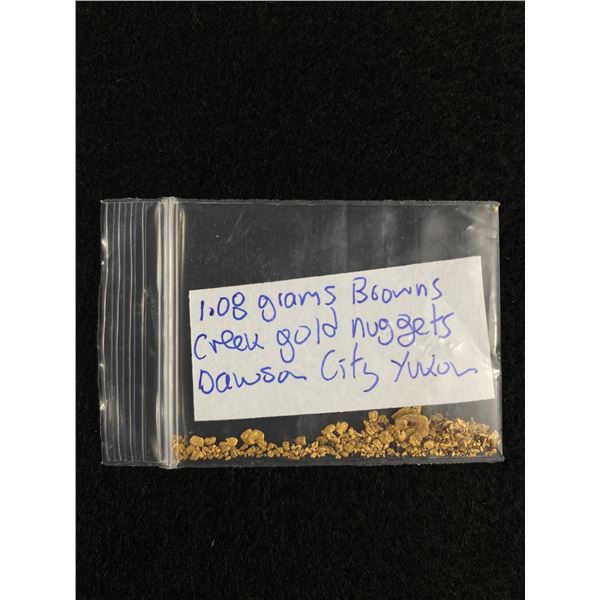 1.08 grams Browns
Creek gold nuggets
Dawson City Yukon